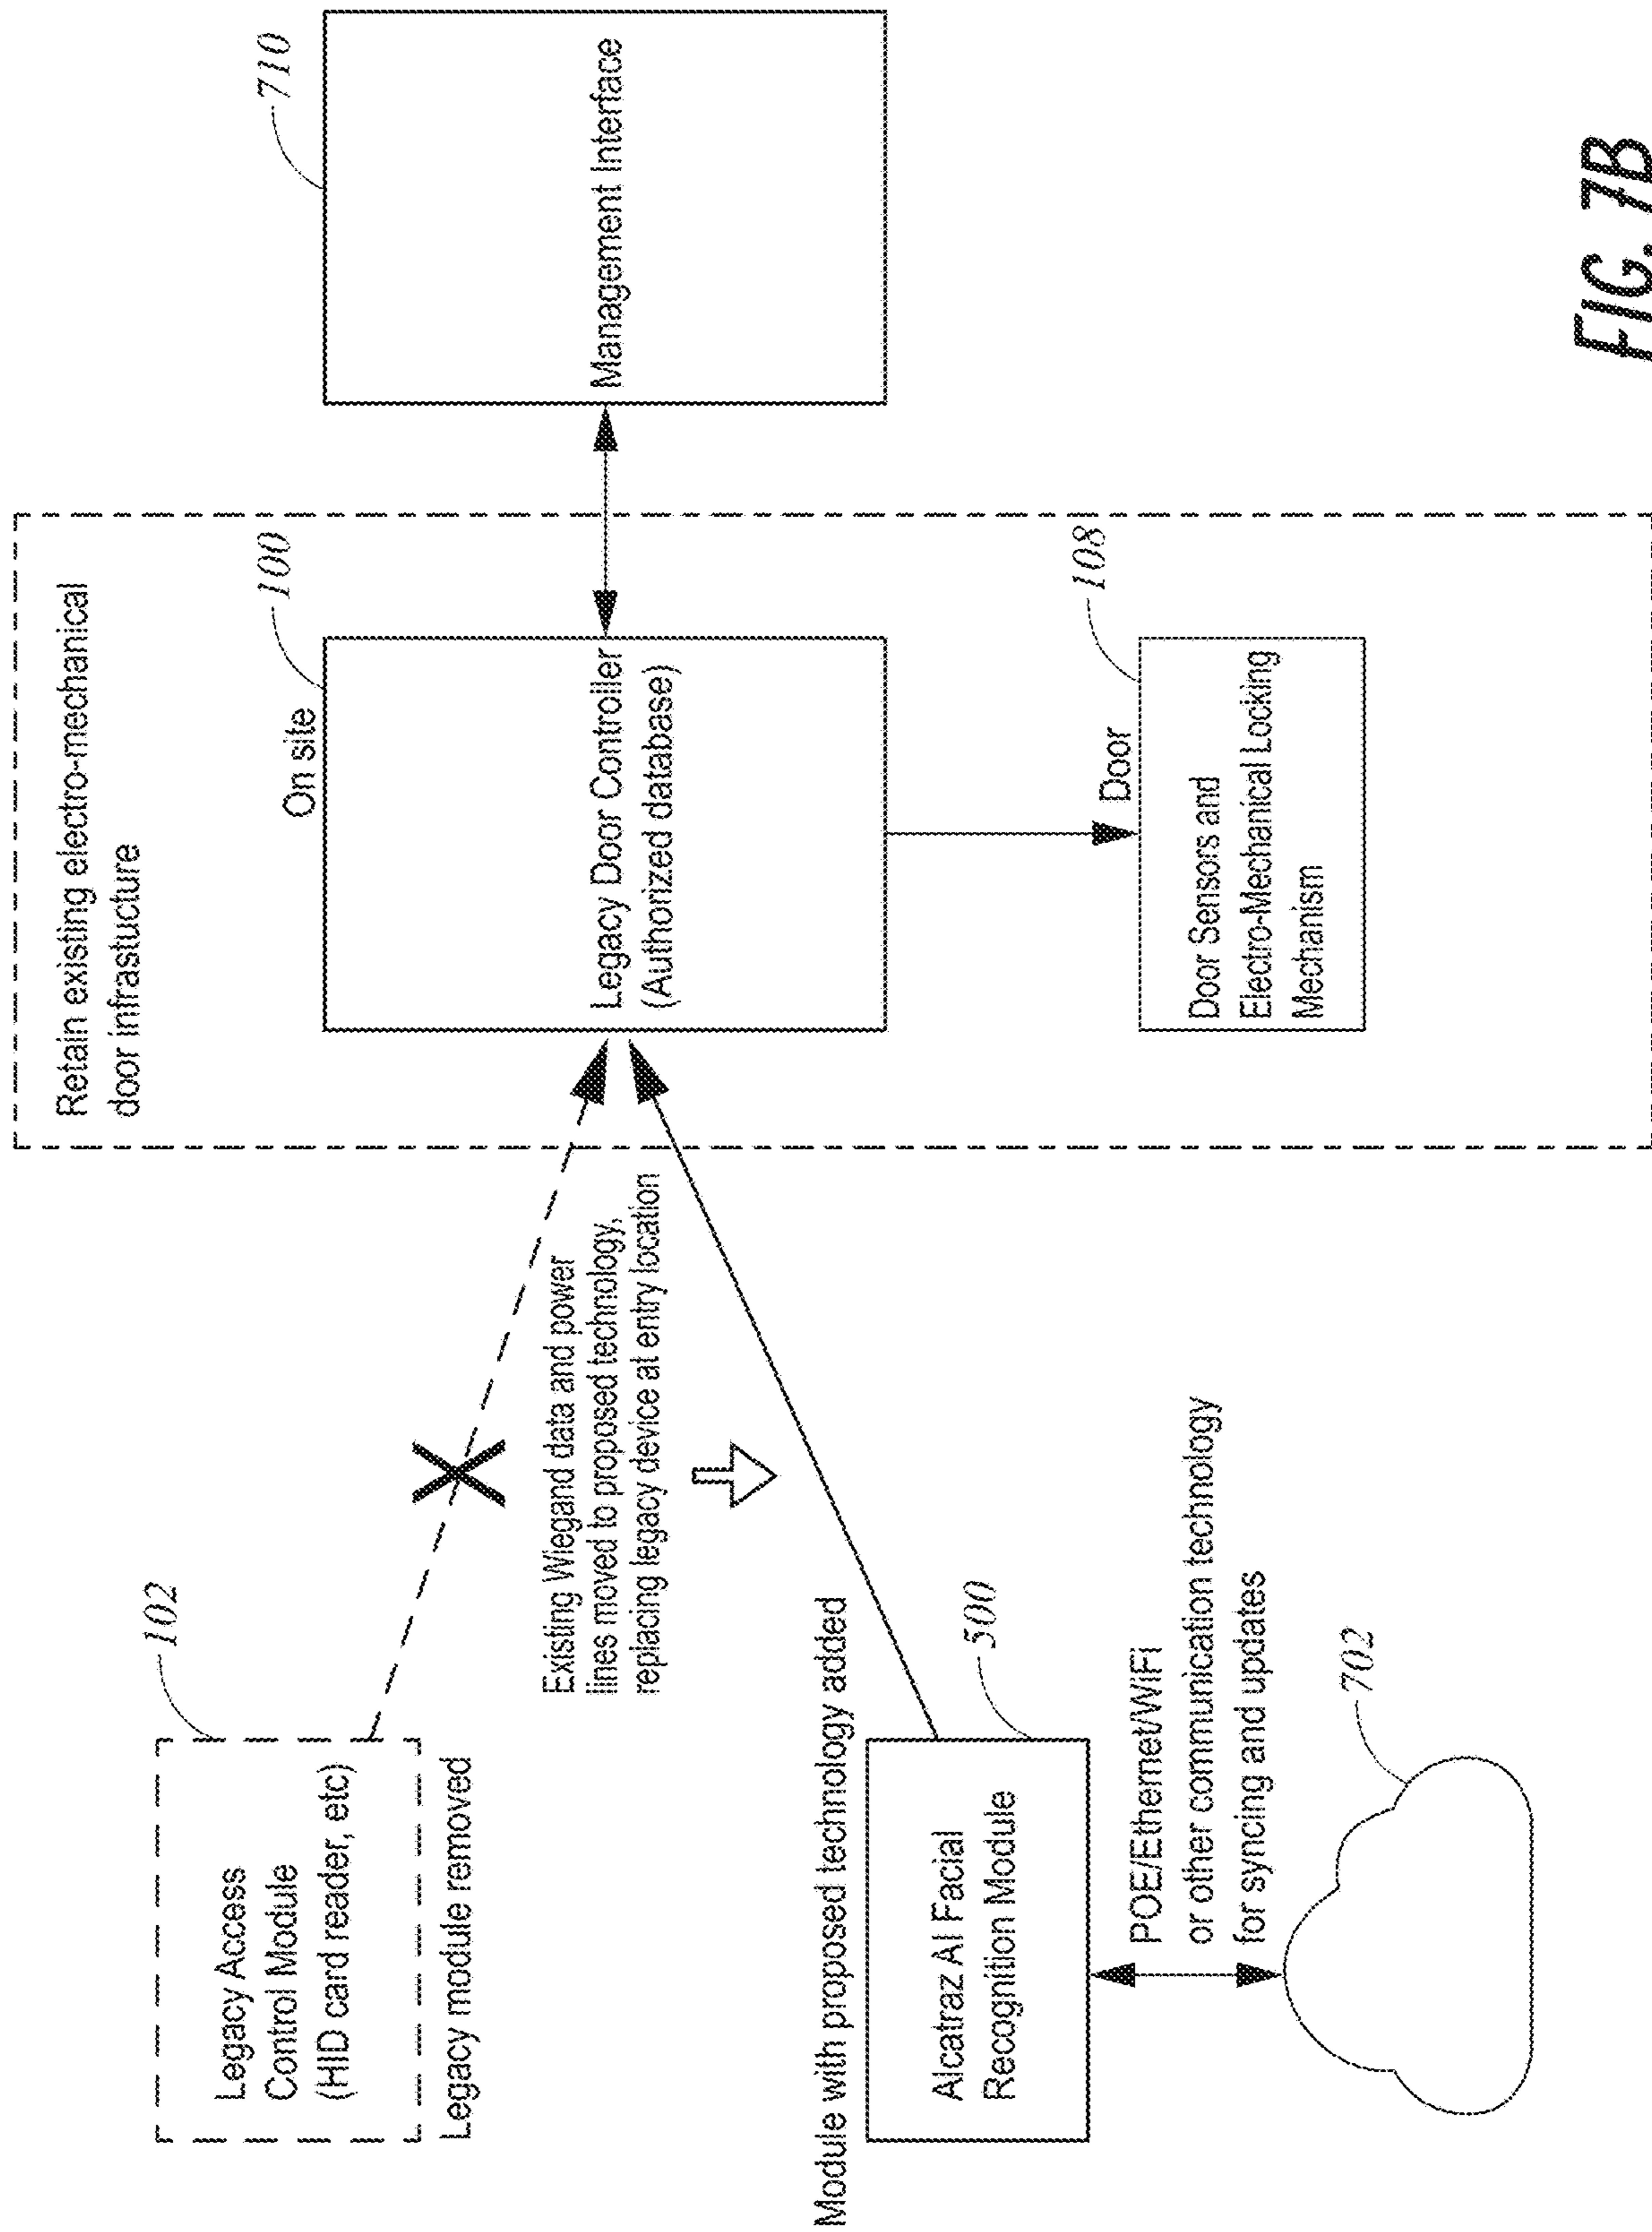 102
Legacy Access
Control Module
(HID card reader, etc)
Legacy module removed
Existing Wiegand data and power
lines moved to proposed technology,
replacing legacy device at entry location
Module with proposed technology added
500
Alcatraz AI Facial
Recognition Module
POE/Ethernet/WiFi
or other communication technology
for syncing and updates
702
Retain existing electro-mechanical
door infrastucture
On site
100
Legacy Door Controller
(Authorized database)
Door
108
Door Sensors and
Electro-Mechanical Locking
Mechanism
710
Management Interface
FIG. 7B